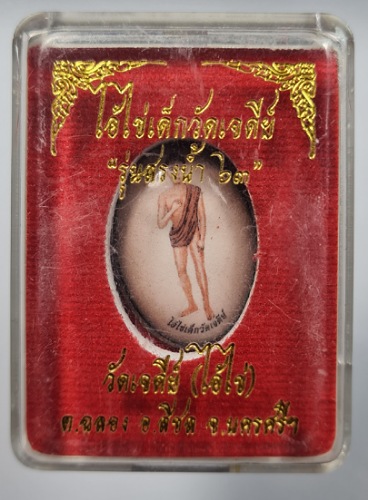 ไอ้ไข่เด็กวัดเจดีย์
"รุ่นสรงน้ำ ๖๓"
ไอ้ไข่เด็กวัดเจดีย์
วัดเจดีย์ (ไอ้ไข่)
ต.ฉลอง อ.สิชล จ.นครศรีฯ